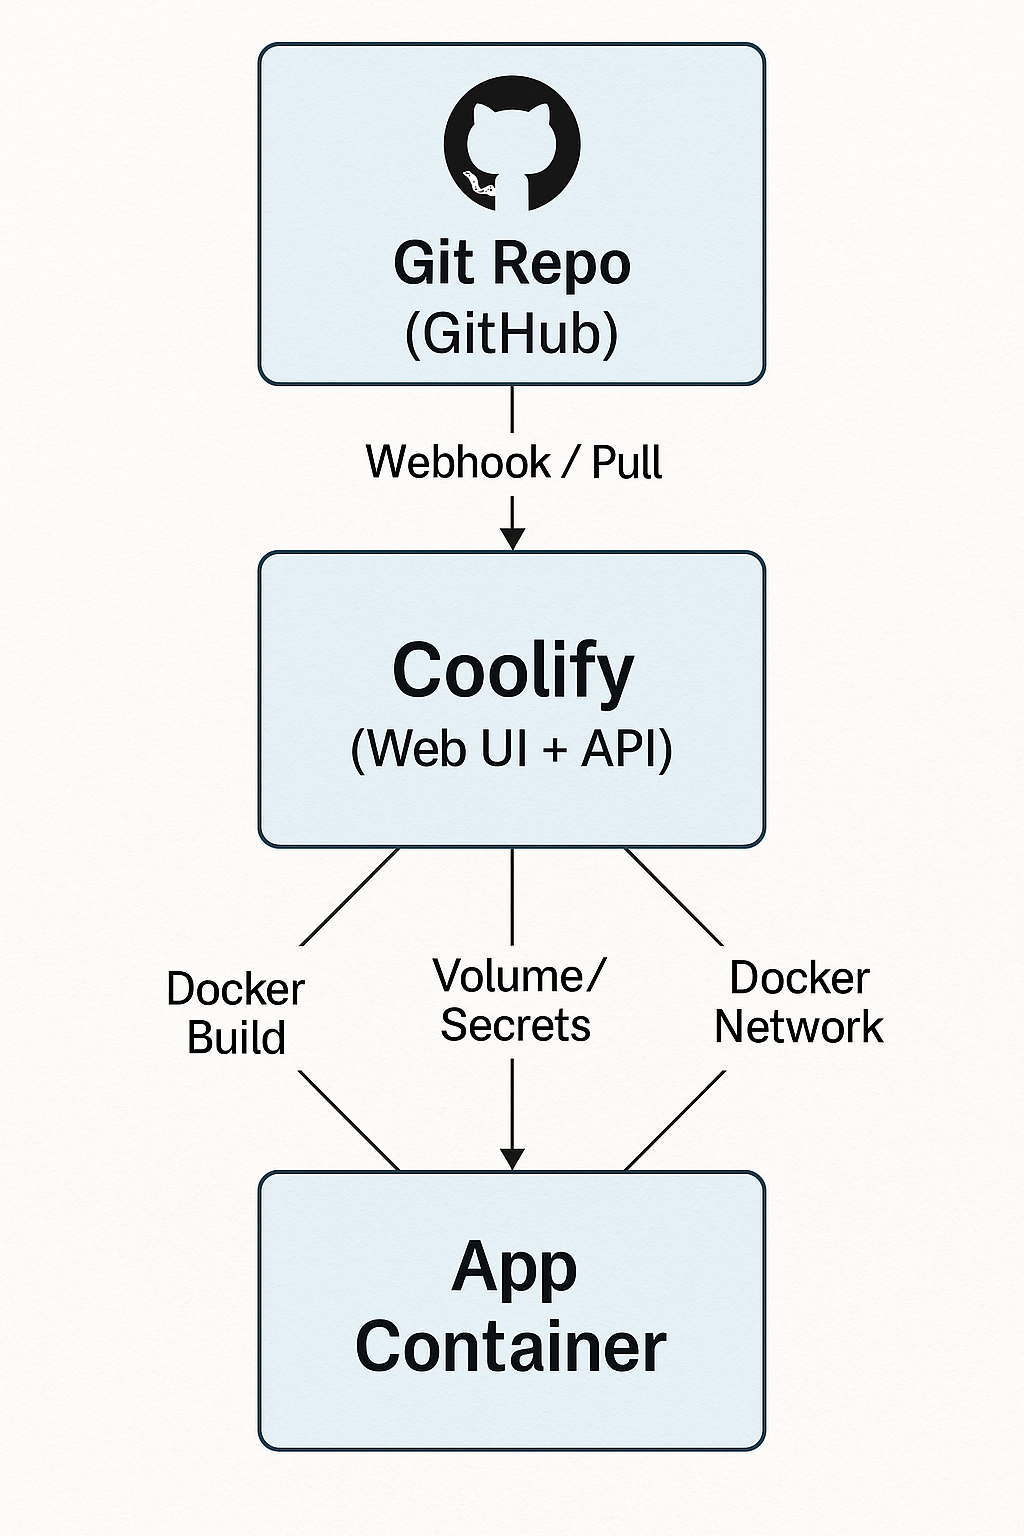 Git Repo
(GitHub)
Webhook / Pull
Coolify
(Web UI + API)
Docker
Build
Volume/
Secrets
Docker
Network
App
Container